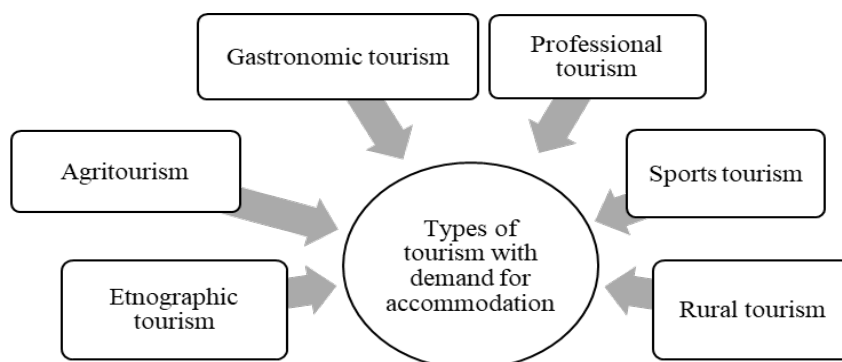 Gastronomic tourism
Professional
tourism
Agritourism
Sports tourism
Types of
tourism with
demand for
accommodation
Etnographic
tourism
Rural tourism